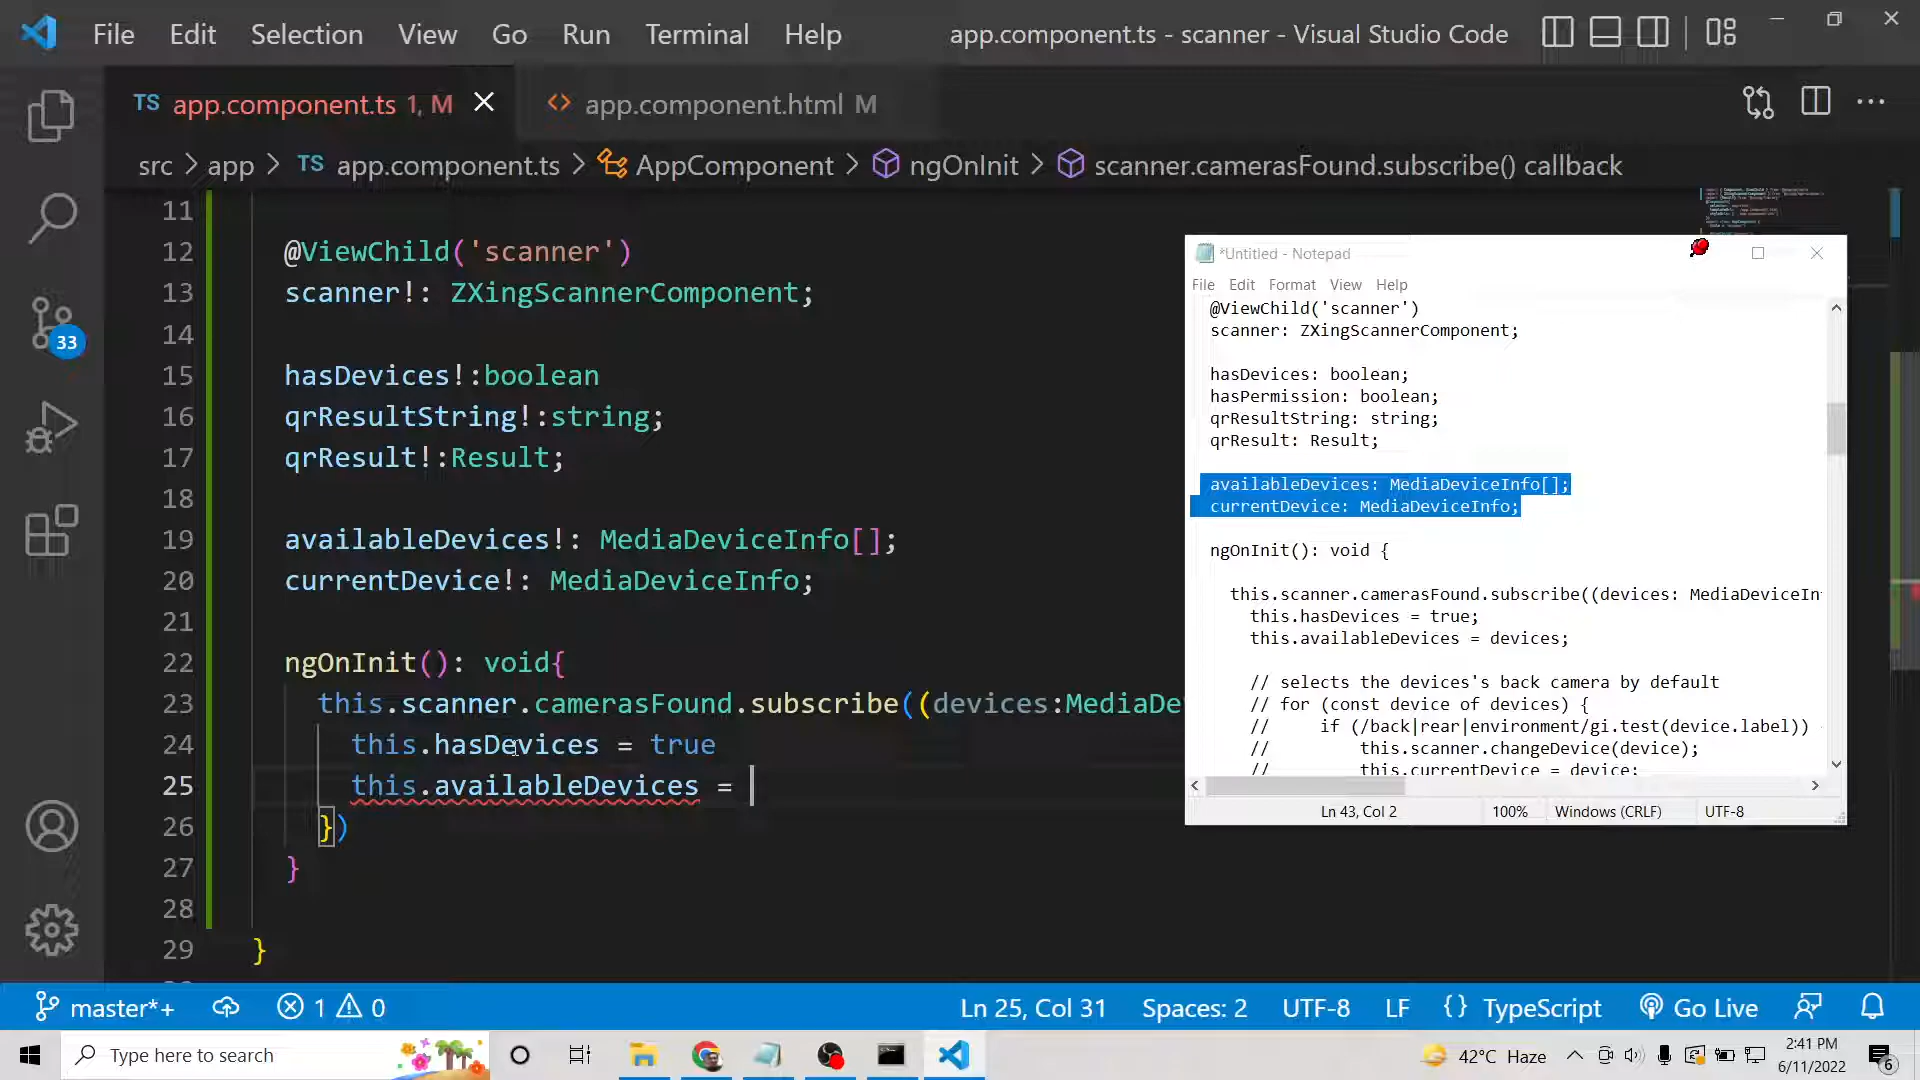 File Edit Selection View Go Run Terminal Help app.component.ts - scanner - Visual Studio Code
TS app.component.ts 1, M
<> app.component.html M
src > app > TS app.component.ts > AppComponent > ngOnInit > scanner.camerasFound.subscribe() callback
11
12 @ViewChild('scanner')
13 scanner!: ZXingScannerComponent;
14
15 hasDevices!:boolean
16 qrResultString!:string;
17 qrResult!:Result;
18
19 availableDevices!: MediaDeviceInfo[];
20 currentDevice!: MediaDeviceInfo;
21
22 ngOnInit(): void{
23 this.scanner.camerasFound.subscribe((devices:MediaDe
24 this.hasDevices = true
25 this.availableDevices =
26 })
27 }
28
29 }
33
*Untitled - Notepad
File Edit Format View Help
@ViewChild('scanner')
scanner: ZXingScannerComponent;
hasDevices: boolean;
hasPermission: boolean;
qrResultString: string;
qrResult: Result;
availableDevices: MediaDeviceInfo[];
currentDevice: MediaDeviceInfo;
ngOnInit(): void {
this.scanner.camerasFound.subscribe((devices: MediaDeviceIn
this.hasDevices = true;
this.availableDevices = devices;
// selects the devices's back camera by default
// for (const device of devices) {
// if (/back|rear|environment/gi.test(device.label))
// this.scanner.changeDevice(device);
// this.currentDevice = device;
Ln 43, Col 2 100% Windows (CRLF) UTF-8
master*+ 1 0 Ln 25, Col 31 Spaces: 2 UTF-8 LF {} TypeScript Go Live
Type here to search 42°C Haze 2:41 PM
6/11/2022 6